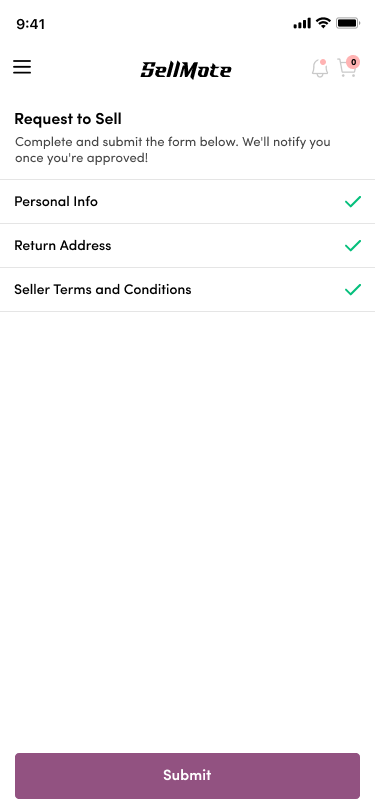 9:41
SellMote
0
Request to Sell
Complete and submit the form below. We'll notify you
once you're approved!
Personal Info
Return Address
Seller Terms and Conditions
Submit